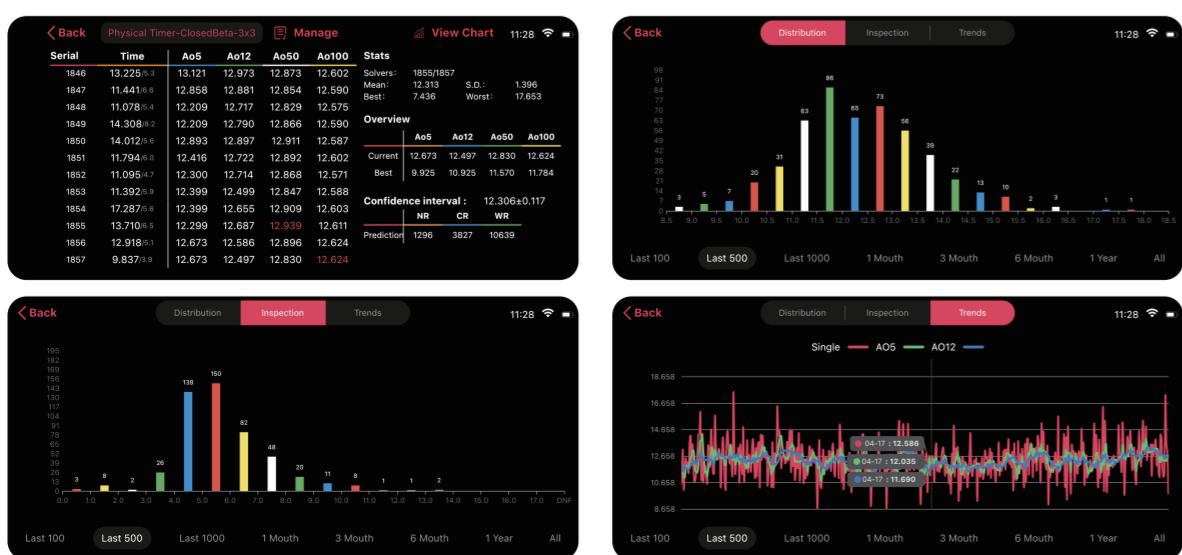 Back Physical Timer-ClosedBeta-3x3 Manage View Chart 11:28
Serial Time Ao5 Ao12 Ao50 Ao100 Stats
1846 13.225/5.3 13.121 12.973 12.873 12.602 Solvers: 1855/1857
1847 11.441/6.6 12.858 12.881 12.854 12.590 Mean: 12.313 S.D.: 1.396
1848 11.078/5.4 12.209 12.717 12.829 12.575 Best: 7.436 Worst: 17.653
1849 14.308/8.2 12.209 12.790 12.866 12.590 Overview
1850 14.012/5.6 12.893 12.897 12.911 12.587 Ao5 Ao12 Ao50 Ao100
1851 11.794/6.0 12.416 12.722 12.892 12.602 Current 12.673 12.497 12.830 12.624
1852 11.095/4.7 12.300 12.714 12.868 12.571 Best 9.925 10.925 11.570 11.784
1853 11.392/5.9 12.399 12.499 12.847 12.588
1854 17.287/5.6 12.399 12.655 12.909 12.603 Confidence interval : 12.306±0.117
1855 13.710/6.5 12.299 12.687 12.939 12.611 NR CR WR
1856 12.918/5.1 12.673 12.586 12.896 12.624 Prediction 1296 3827 10639
1857 9.837/3.9 12.673 12.497 12.830 12.624
Back Distribution Inspection Trends 11:28
98
91
84
77
70
63
56
49
42
35
28
21
14
7
0
3 5 7 20 31 63 86 65 73 56 39 22 13 10 2 3 1 1
8.5 9.0 9.5 10.0 10.5 11.0 11.5 12.0 12.5 13.0 13.5 14.0 14.5 15.0 15.5 16.0 16.5 17.0 17.5 18.0 18.5
Last 100 Last 500 Last 1000 1 Mouth 3 Mouth 6 Mouth 1 Year All
Back Distribution Inspection Trends 11:28
195
182
169
156
143
130
117
104
91
78
65
52
39
26
13
0
3 8 2 26 138 150 82 48 20 11 8 1 1 2
0.0 1.0 2.0 3.0 4.0 5.0 6.0 7.0 8.0 9.0 10.0 11.0 12.0 13.0 14.0 15.0 16.0 17.0 DNF
Last 100 Last 500 Last 1000 1 Mouth 3 Mouth 6 Mouth 1 Year All
Back Distribution Inspection Trends 11:28
Single AO5 AO12
18.658
16.658
14.658
12.658
10.658
8.658
04-17 : 12.586
04-17 : 12.035
04-17 : 11.690
Last 100 Last 500 Last 1000 1 Mouth 3 Mouth 6 Mouth 1 Year All